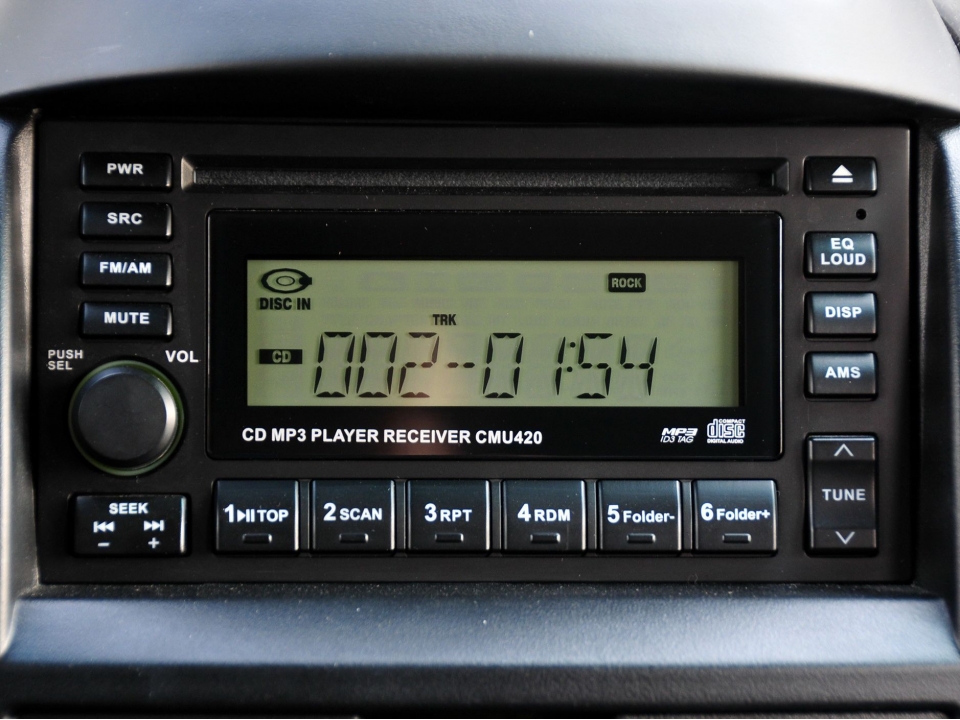 PWR
SRC
FM/AM
MUTE
PUSH
SEL
VOL
SEEK
- +
DISC IN
ROCK
TRK
CD 002-01:54
CD MP3 PLAYER RECEIVER CMU420
MP3
ID3 TAG
COMPACT
disc
DIGITAL AUDIO
1 TOP
2 SCAN
3 RPT
4 RDM
5 Folder-
6 Folder+
EQ
LOUD
DISP
AMS
TUNE